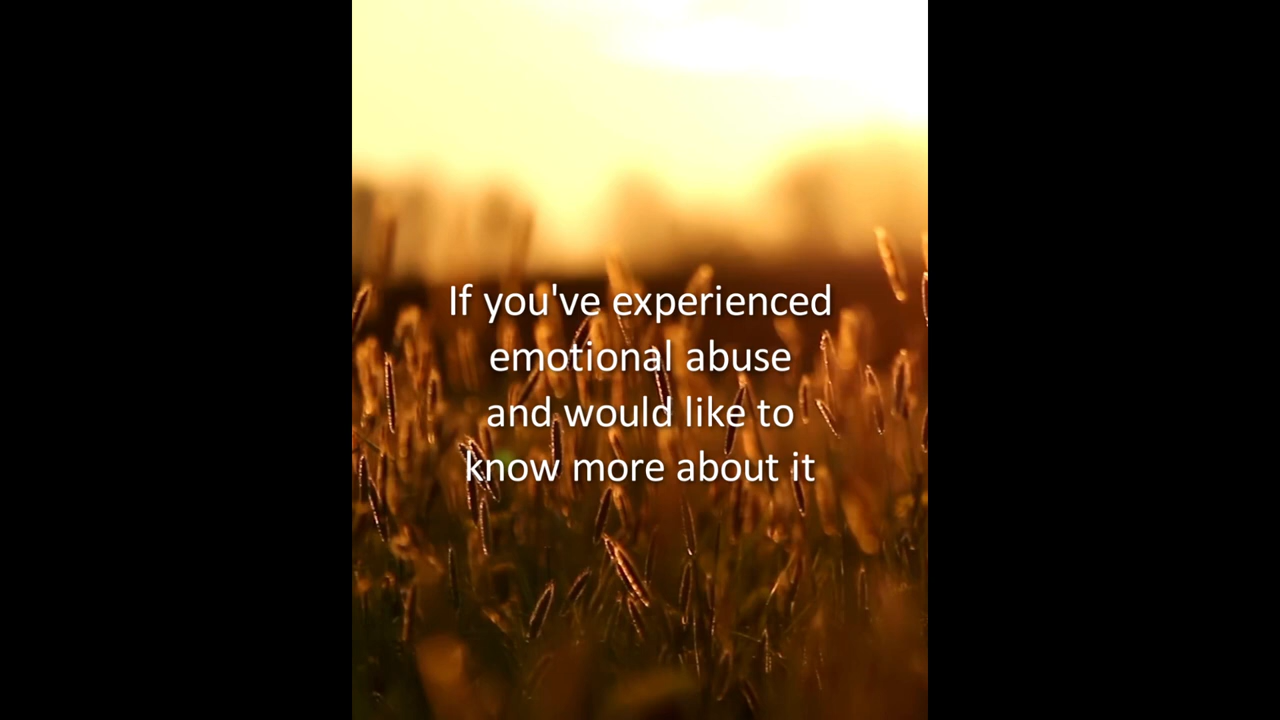 If you've experienced
emotional abuse
and would like to
know more about it